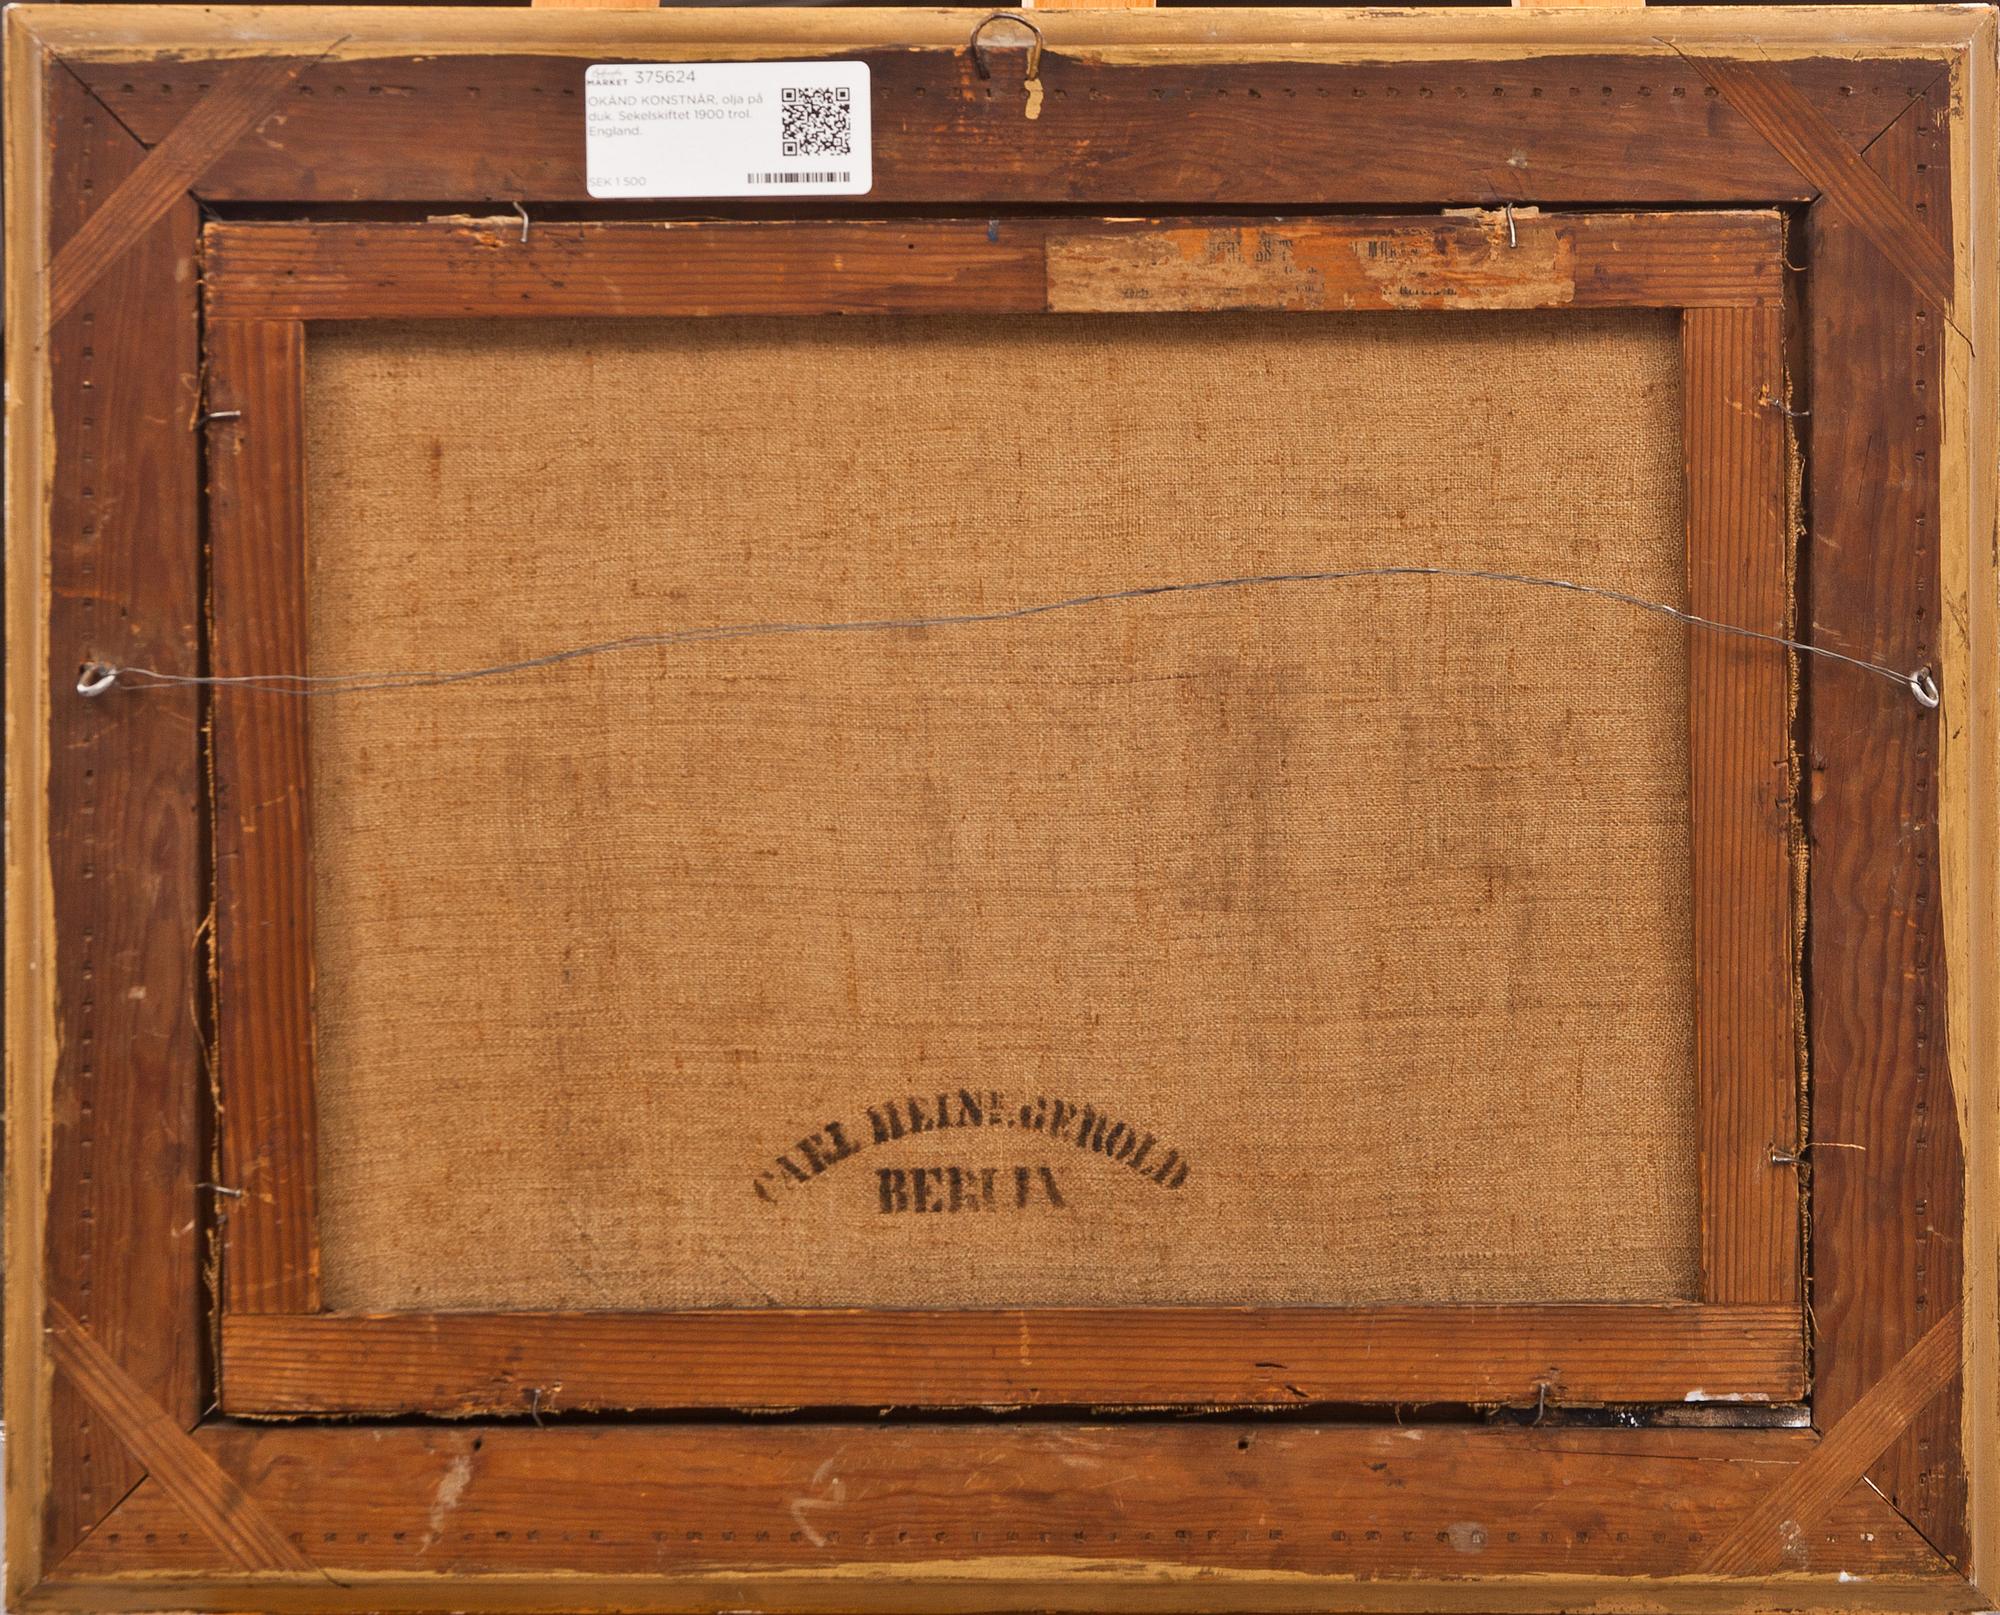 MARKET 375624
OKÄND KONSTNÄR, olja på
duk. Sekelskiftet 1900 trol.
England.
SEK 1 500
CARL HEINR. GEROLD
BERLIN